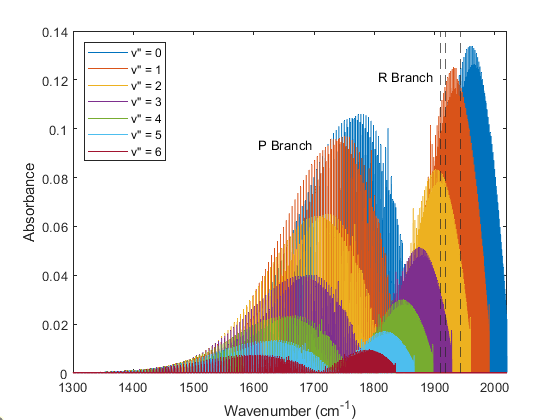 0.14
0.12
0.1
0.08
0.06
0.04
0.02
0
Absorbance
v" = 0
v" = 1
v" = 2
v" = 3
v" = 4
v" = 5
v" = 6
R Branch
P Branch
1300 1400 1500 1600 1700 1800 1900 2000
Wavenumber (cm⁻¹)